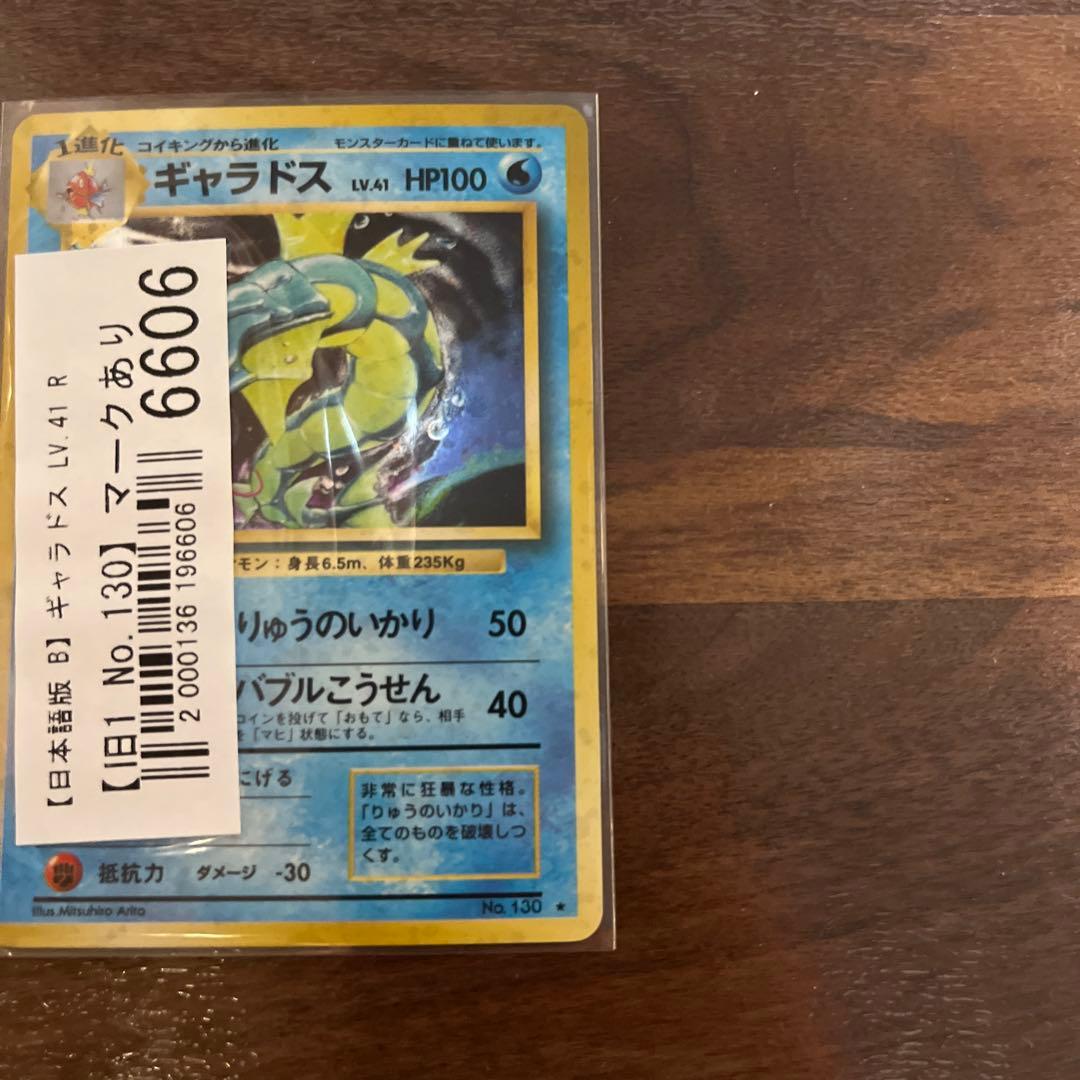 1進化 コイキングから進化 モンスターカードに重ねて使います。
ギャラドス LV.41 HP100
モン：身長6.5m、体重235Kg
りゅうのいかり 50
バブルこうせん 40
コインを投げて「おもて」なら、相手
を「マヒ」状態にする。
にげる
非常に狂暴な性格。
「りゅうのいかり」は、
全てのものを破壊しつ
くす。
抵抗力 ダメージ -30
Illus.Mitsuhiro Arita
No. 130 ★
【日本語版 B】ギャラドス LV.41 R
【旧1 No. 130】マークあり
6606
2 000136 196606